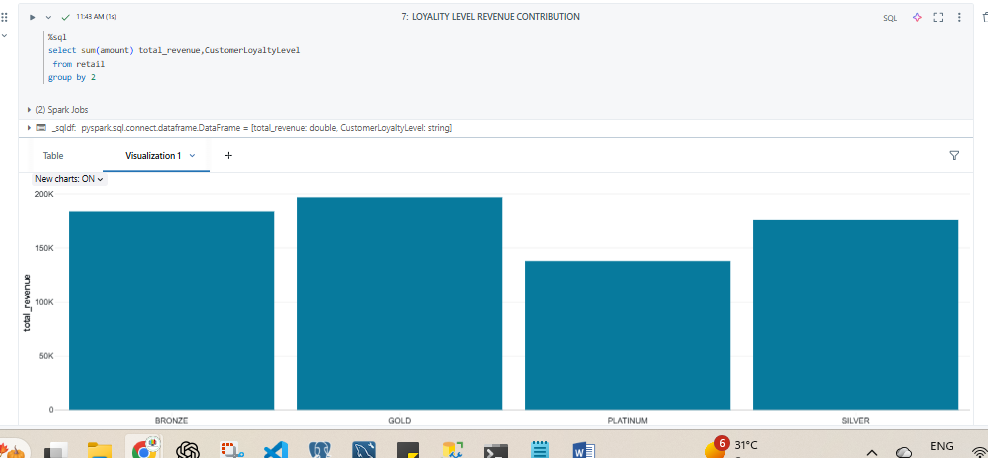 11:43 AM (1s)
7: LOYALITY LEVEL REVENUE CONTRIBUTION
SQL
%sql
select sum(amount) total_revenue,CustomerLoyaltyLevel
from retail
group by 2
(2) Spark Jobs
_sqldf: pyspark.sql.connect.dataframe.DataFrame = [total_revenue: double, CustomerLoyaltyLevel: string]
Table
Visualization 1
+
New charts: ON
200K
150K
100K
50K
0
total_revenue
BRONZE
GOLD
PLATINUM
SILVER
6
31°C
ENG